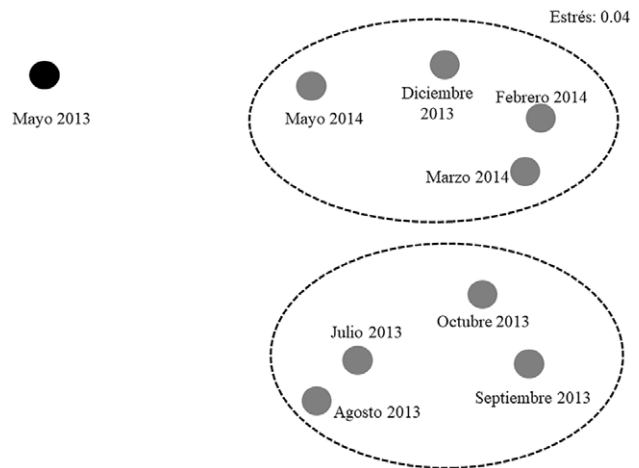 Estrés: 0.04
Mayo 2013
Mayo 2014
Diciembre
2013
Febrero 2014
Marzo 2014
Octubre 2013
Julio 2013
Septiembre 2013
Agosto 2013